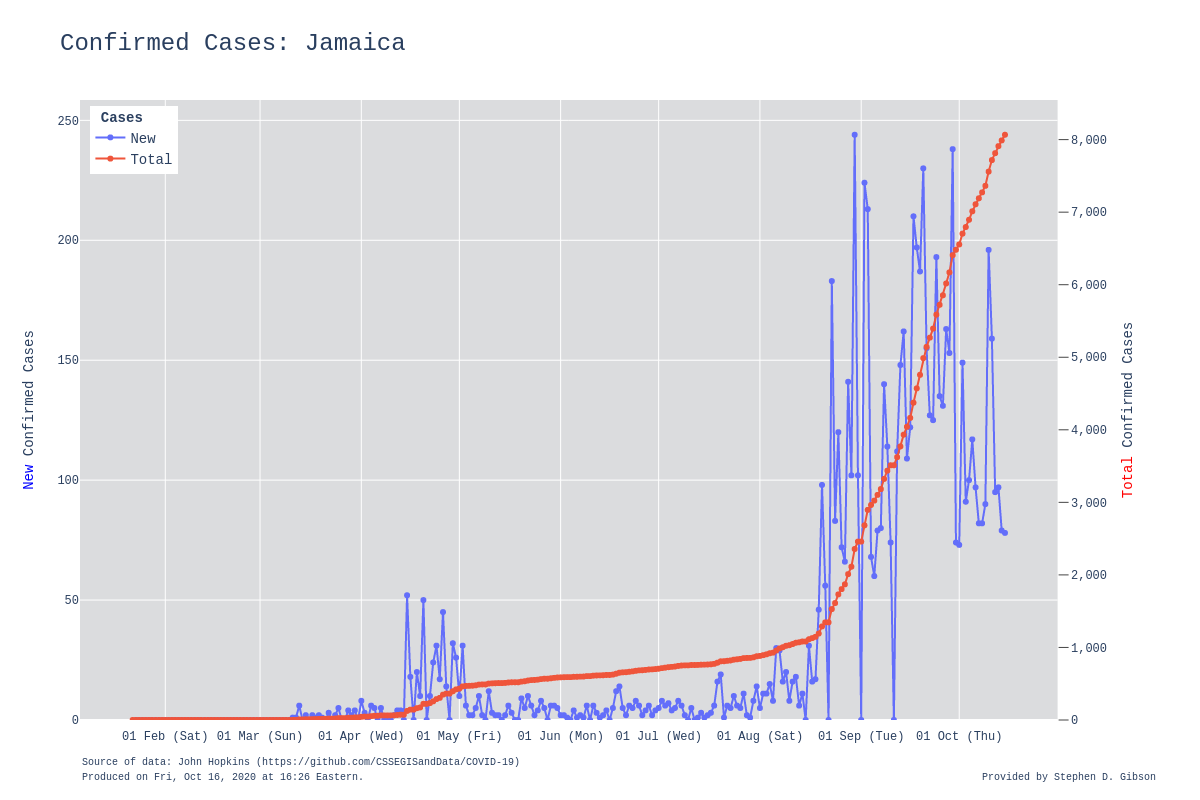 Confirmed Cases: Jamaica
Cases
New
Total
250
200
150
100
50
0
8,000
7,000
6,000
5,000
4,000
3,000
2,000
1,000
0
New Confirmed Cases
Total Confirmed Cases
01 Feb (Sat) 01 Mar (Sun) 01 Apr (Wed) 01 May (Fri) 01 Jun (Mon) 01 Jul (Wed) 01 Aug (Sat) 01 Sep (Tue) 01 Oct (Thu)
Source of data: John Hopkins (https://github.com/CSSEGISandData/COVID-19)
Produced on Fri, Oct 16, 2020 at 16:26 Eastern.
Provided by Stephen D. Gibson